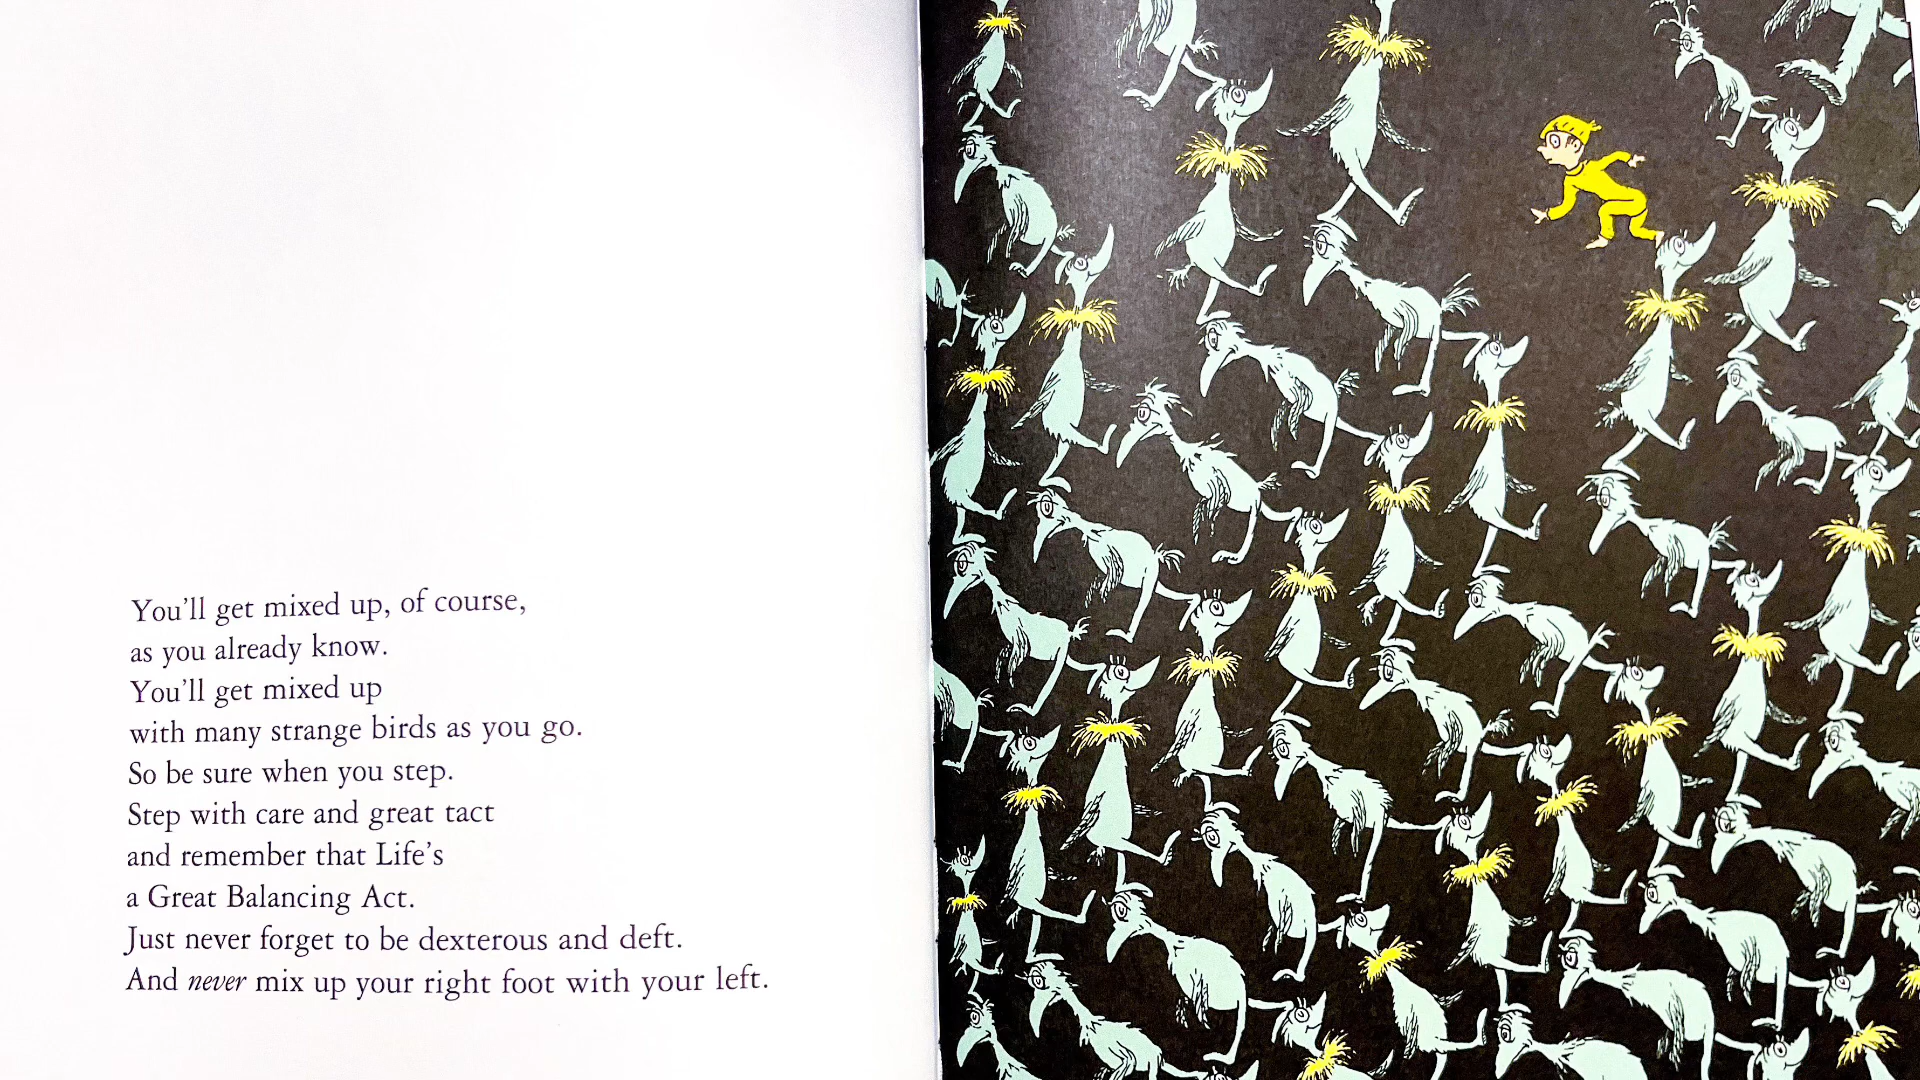 You'll get mixed up, of course,
as you already know.
You'll get mixed up
with many strange birds as you go.
So be sure when you step.
Step with care and great tact
and remember that Life's
a Great Balancing Act.
Just never forget to be dexterous and deft.
And never mix up your right foot with your left.